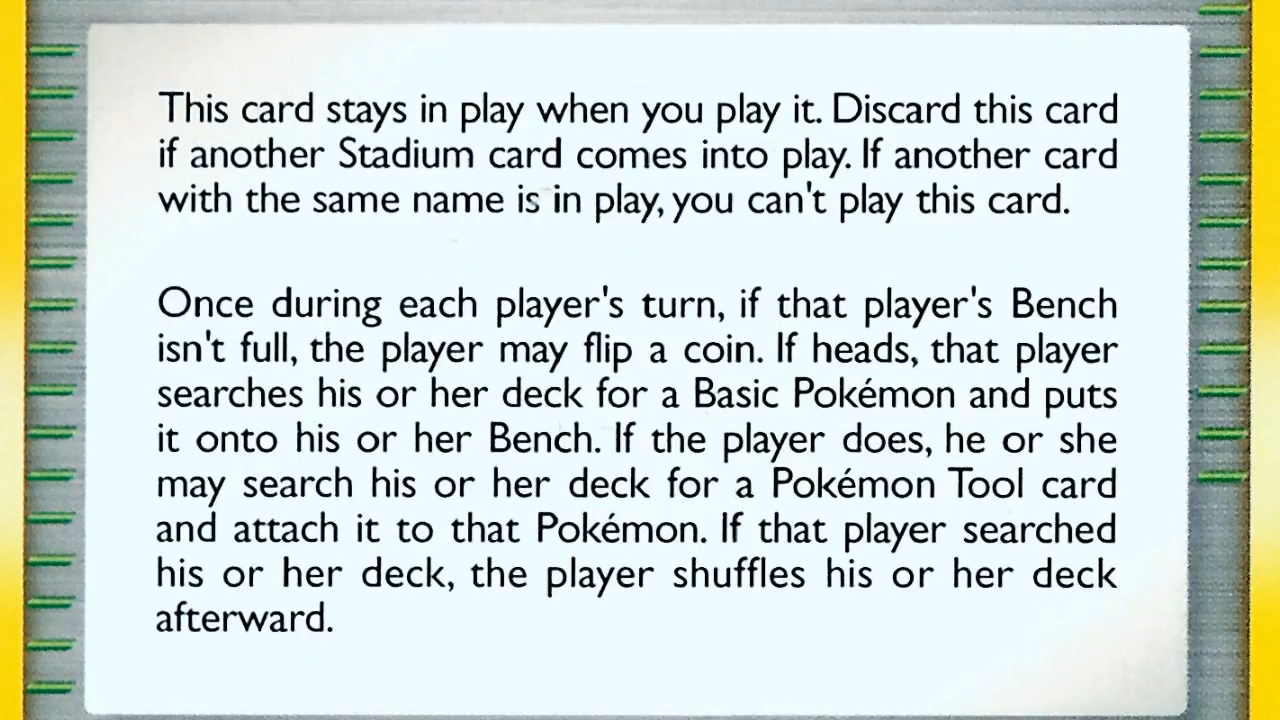 This card stays in play when you play it. Discard this card
if another Stadium card comes into play. If another card
with the same name is in play, you can't play this card.
Once during each player's turn, if that player's Bench
isn't full, the player may flip a coin. If heads, that player
searches his or her deck for a Basic Pokémon and puts
it onto his or her Bench. If the player does, he or she
may search his or her deck for a Pokémon Tool card
and attach it to that Pokémon. If that player searched
his or her deck, the player shuffles his or her deck
afterward.